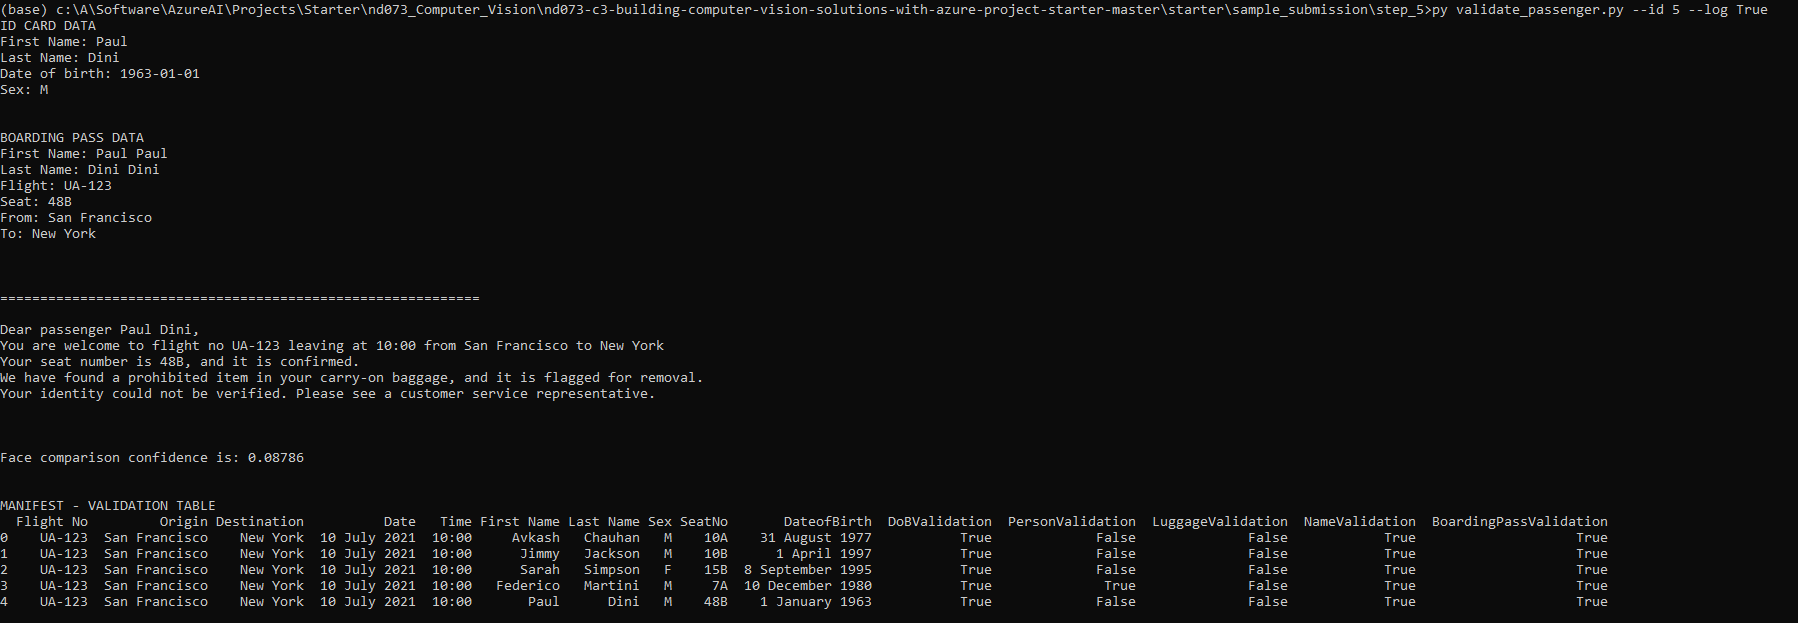 (base) c:\A\Software\AzureAI\Projects\Starter\nd073_Computer_Vision\nd073-c3-building-computer-vision-solutions-with-azure-project-starter-master\starter\sample_submission\step_5>py validate_passenger.py --id 5 --log True
ID CARD DATA
First Name: Paul
Last Name: Dini
Date of birth: 1963-01-01
Sex: M
BOARDING PASS DATA
First Name: Paul Paul
Last Name: Dini Dini
Flight: UA-123
Seat: 48B
From: San Francisco
To: New York
============================================================
Dear passenger Paul Dini,
You are welcome to flight no UA-123 leaving at 10:00 from San Francisco to New York
Your seat number is 48B, and it is confirmed.
We have found a prohibited item in your carry-on baggage, and it is flagged for removal.
Your identity could not be verified. Please see a customer service representative.
Face comparison confidence is: 0.08786
MANIFEST - VALIDATION TABLE
Flight No Origin Destination Date Time First Name Last Name Sex SeatNo DateofBirth DoBValidation PersonValidation LuggageValidation NameValidation BoardingPassValidation
0 UA-123 San Francisco New York 10 July 2021 10:00 Avkash Chauhan M 10A 31 August 1977 True False False True True
1 UA-123 San Francisco New York 10 July 2021 10:00 Jimmy Jackson M 10B 1 April 1997 True False False True True
2 UA-123 San Francisco New York 10 July 2021 10:00 Sarah Simpson F 15B 8 September 1995 True False False True True
3 UA-123 San Francisco New York 10 July 2021 10:00 Federico Martini M 7A 10 December 1980 True True False True True
4 UA-123 San Francisco New York 10 July 2021 10:00 Paul Dini M 48B 1 January 1963 True False False True True